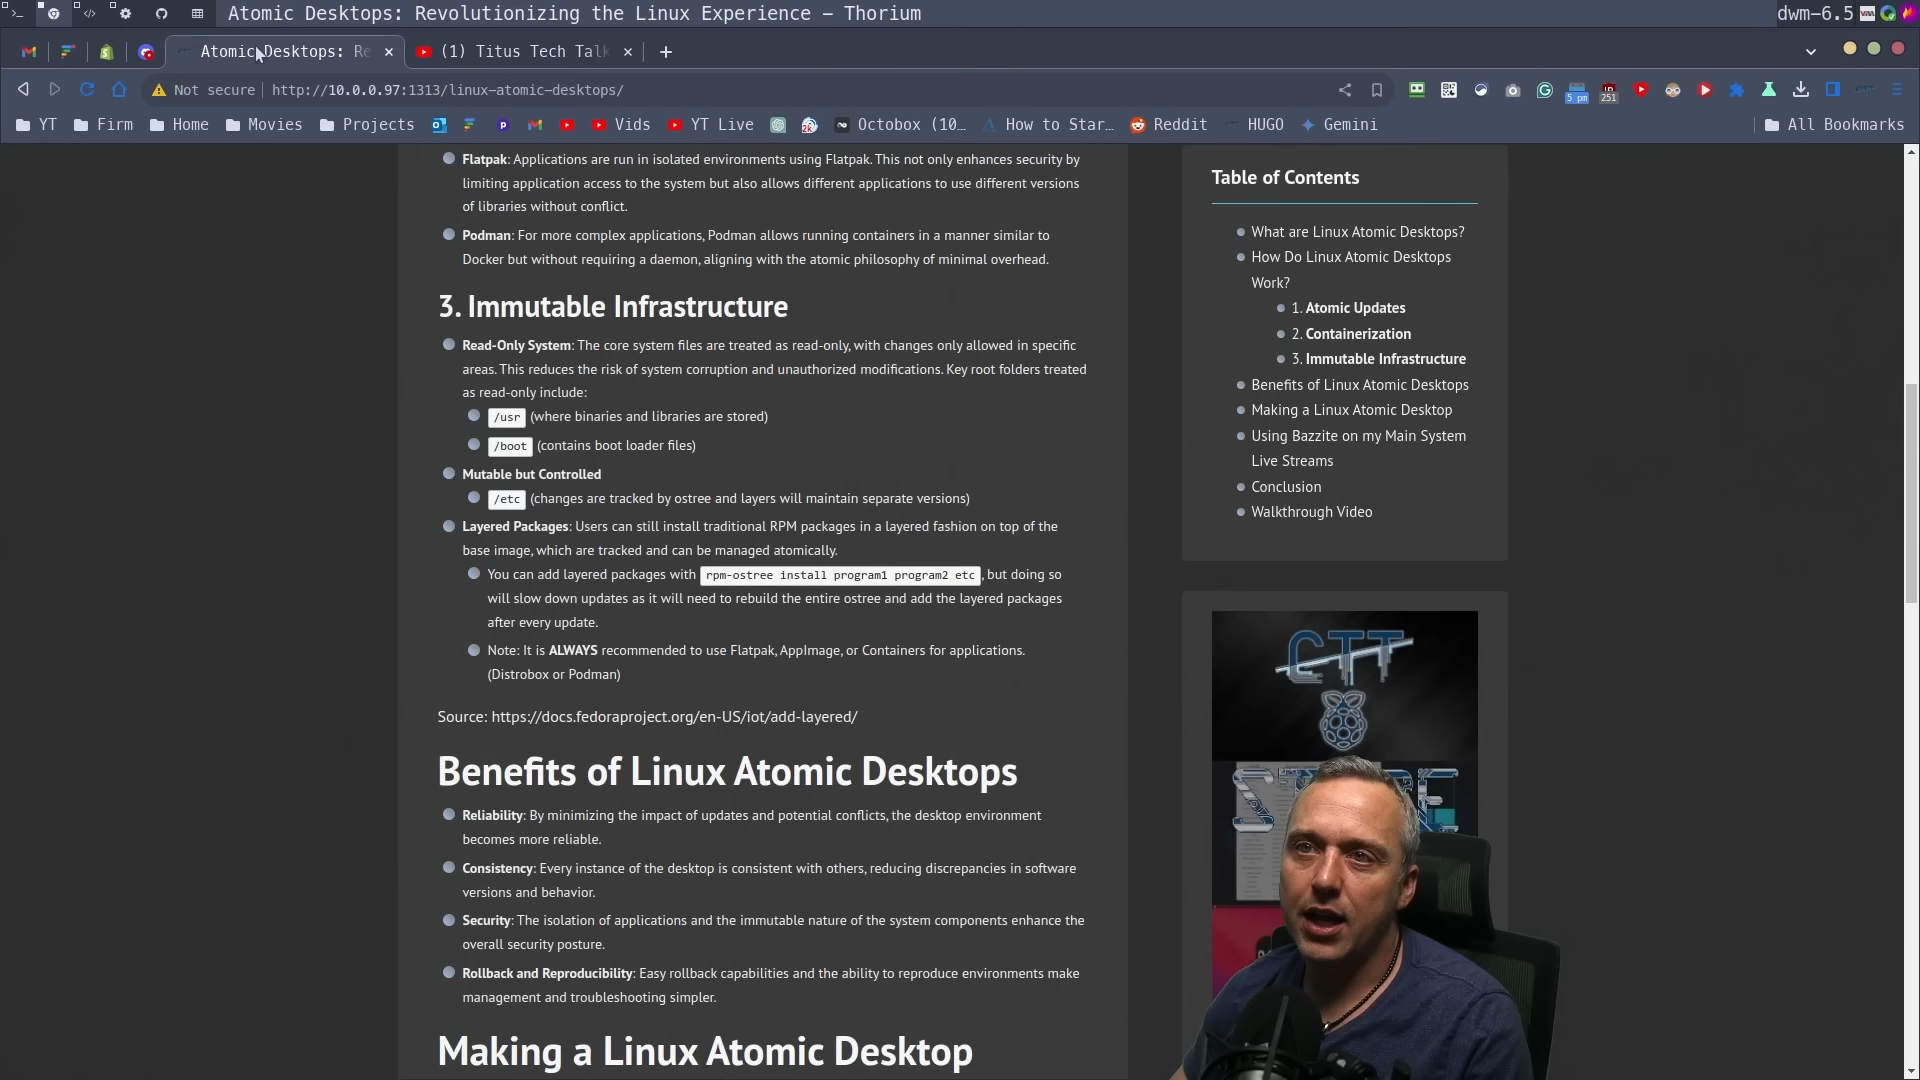 Atomic Desktops: Revolutionizing the Linux Experience – Thorium
dwm-6.5
Atomic Desktops: Re
(1) Titus Tech Talk
Not secure
http://10.0.0.97:1313/linux-atomic-desktops/
5 pm
251
YT
Firm
Home
Movies
Projects
Vids
YT Live
Octobox (10…
How to Star…
Reddit
HUGO
Gemini
All Bookmarks
Flatpak: Applications are run in isolated environments using Flatpak. This not only enhances security by
limiting application access to the system but also allows different applications to use different versions
of libraries without conflict.
Podman: For more complex applications, Podman allows running containers in a manner similar to
Docker but without requiring a daemon, aligning with the atomic philosophy of minimal overhead.
3. Immutable Infrastructure
Read-Only System: The core system files are treated as read-only, with changes only allowed in specific
areas. This reduces the risk of system corruption and unauthorized modifications. Key root folders treated
as read-only include:
/usr (where binaries and libraries are stored)
/boot (contains boot loader files)
Mutable but Controlled
/etc (changes are tracked by ostree and layers will maintain separate versions)
Layered Packages: Users can still install traditional RPM packages in a layered fashion on top of the
base image, which are tracked and can be managed atomically.
You can add layered packages with rpm-ostree install program1 program2 etc, but doing so
will slow down updates as it will need to rebuild the entire ostree and add the layered packages
after every update.
Note: It is ALWAYS recommended to use Flatpak, AppImage, or Containers for applications.
(Distrobox or Podman)
Source: https://docs.fedoraproject.org/en-US/iot/add-layered/
Benefits of Linux Atomic Desktops
Reliability: By minimizing the impact of updates and potential conflicts, the desktop environment
becomes more reliable.
Consistency: Every instance of the desktop is consistent with others, reducing discrepancies in software
versions and behavior.
Security: The isolation of applications and the immutable nature of the system components enhance the
overall security posture.
Rollback and Reproducibility: Easy rollback capabilities and the ability to reproduce environments make
management and troubleshooting simpler.
Making a Linux Atomic Desktop
Table of Contents
What are Linux Atomic Desktops?
How Do Linux Atomic Desktops
Work?
1. Atomic Updates
2. Containerization
3. Immutable Infrastructure
Benefits of Linux Atomic Desktops
Making a Linux Atomic Desktop
Using Bazzite on my Main System
Live Streams
Conclusion
Walkthrough Video
CTT